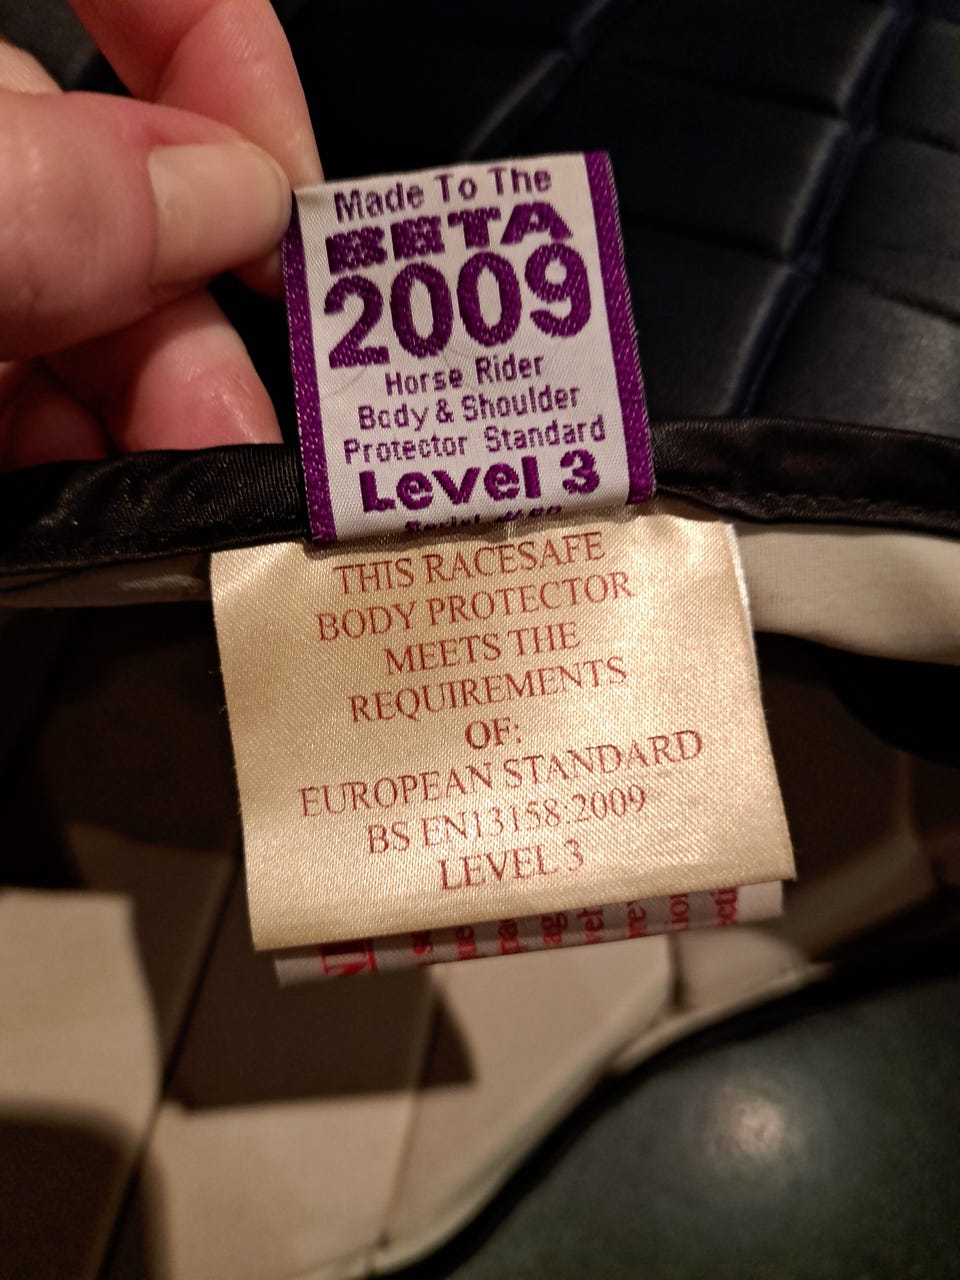 Made To The
BETA
2009
Horse Rider
Body & Shoulder
Protector Standard
Level 3
THIS RACESAFE
BODY PROTECTOR
MEETS THE
REQUIREMENTS
OF:
EUROPEAN STANDARD
BS EN13158:2009
LEVEL 3